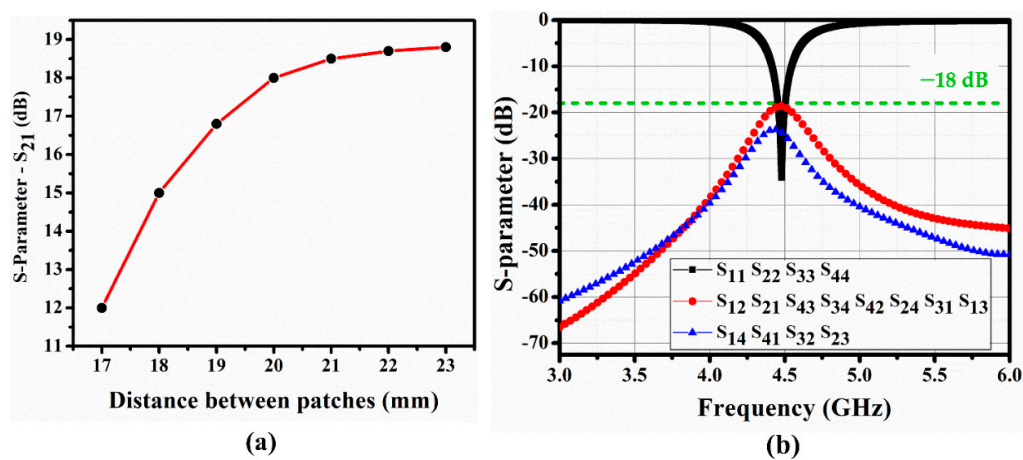 S-Parameter - S21 (dB)
19
18
17
16
15
14
13
12
11
17 18 19 20 21 22 23
Distance between patches (mm)
(a)
S-parameter (dB)
0
-10
-20
-30
-40
-50
-60
-70
−18 dB
S11 S22 S33 S44
S12 S21 S43 S34 S42 S24 S31 S13
S14 S41 S32 S23
3.0 3.5 4.0 4.5 5.0 5.5 6.0
Frequency (GHz)
(b)